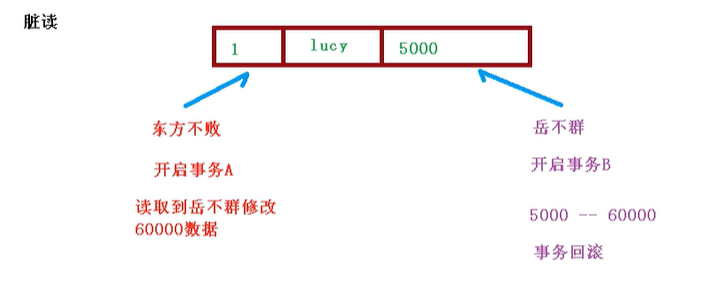 脏读
1 lucy 5000
东方不败
开启事务A
读取到岳不群修改
60000数据
岳不群
开启事务B
5000 -- 60000
事务回滚